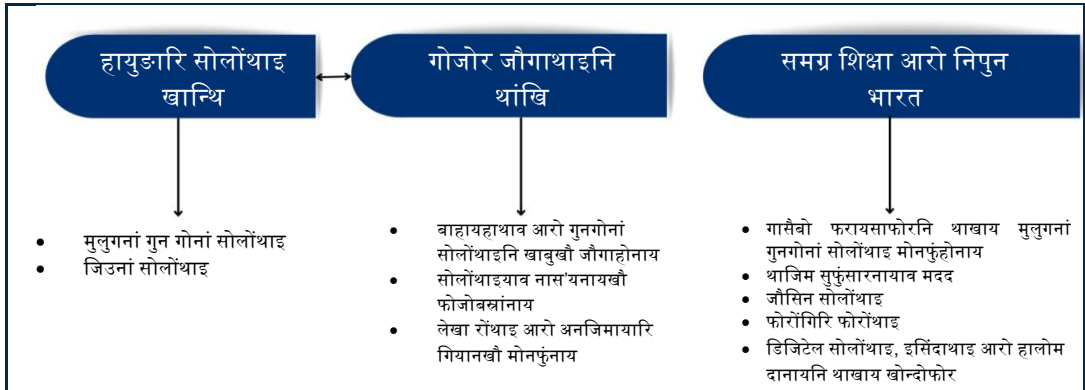 हायुङारि सोलोंथाइ
खान्थि
गोजोर जौगाथाइनि
थांखि
समग्र शिक्षा आरो निपुन
भारत
• मुलुगनां गुन गोनां सोलोंथाइ
• जिउनां सोलोंथाइ
• बाहायहाथाव आरो गुनगोनां
सोलोंथाइनि खाबुखौ जौगाहोनाय
• सोलोंथाइयाव नास'यनायखौ
फोजोबस्रांनाय
• लेखा रोंथाइ आरो अनजिमायारि
गियानखौ मोनफुंनाय
• गासैबो फरायसाफोरनि थाखाय मुलुगनां
गुनगोनां सोलोंथाइ मोनफुंहोनाय
• थाजिम सुफुंसारनायाव मदद
• जौसिन सोलोंथाइ
• फोरोंगिरि फोरोंथाइ
• डिजिटेल सोलोंथाइ, इसिंदाथाइ आरो हालोम
दानायनि थाखाय खोन्दोफोर